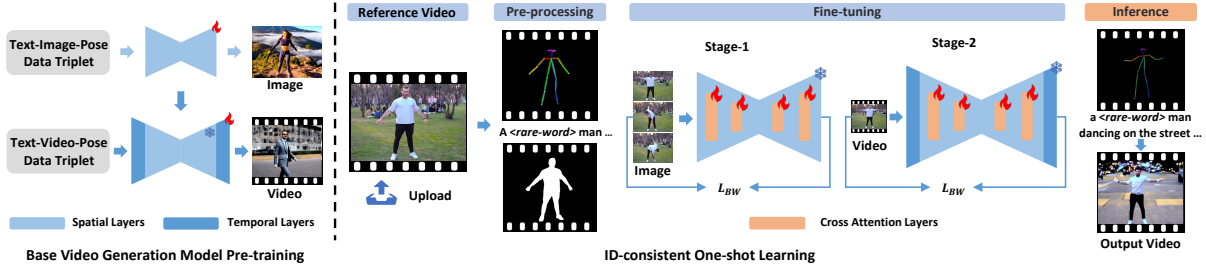 Text-Image-Pose
Data Triplet
Image
Text-Video-Pose
Data Triplet
Video
Spatial Layers
Temporal Layers
Base Video Generation Model Pre-training
Reference Video
Pre-processing
Fine-tuning
Inference
Upload
A <rare-word> man ...
Stage-1
Image
L_BW
Stage-2
Video
L_BW
Cross Attention Layers
a <rare-word> man
dancing on the street ...
Output Video
ID-consistent One-shot Learning